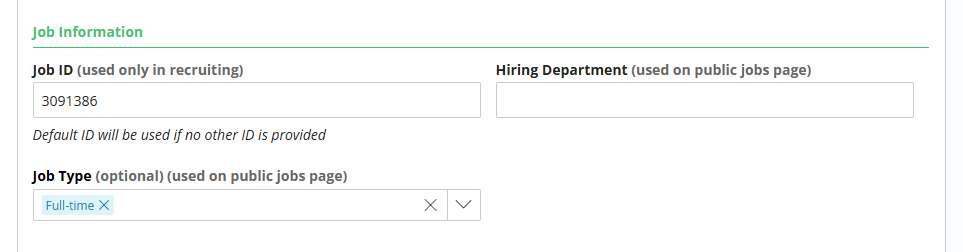 Job Information
Job ID (used only in recruiting)
Hiring Department (used on public jobs page)
3091386
Default ID will be used if no other ID is provided
Job Type (optional) (used on public jobs page)
Full-time